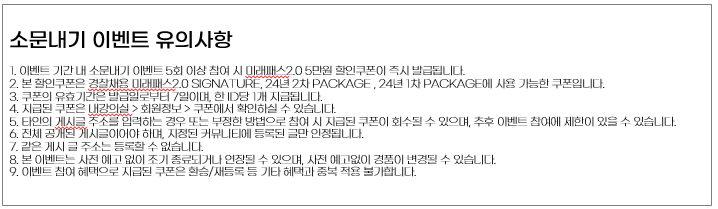 소문내기 이벤트 유의사항
1. 이벤트 기간 내 소문내기 이벤트 5회 이상 참여 시 미래패스2.0 5만원 할인쿠폰이 즉시 발급됩니다.
2. 본 할인쿠폰은 경찰채용 미래패스2.0 SIGNATURE, 24년 2차 PACKAGE , 24년 1차 PACKAGE에 사용 가능한 쿠폰입니다.
3. 쿠폰의 유효기간은 발급일로부터 7일이며, 한 ID당 1개 지급됩니다.
4. 지급된 쿠폰은 내강의실 > 회원정보 > 쿠폰에서 확인하실 수 있습니다.
5. 타인의 게시글 주소를 입력하는 경우 또는 부정한 방법으로 참여 시 지급된 쿠폰이 회수될 수 있으며, 추후 이벤트 참여에 제한이 있을 수 있습니다.
6. 전체 공개된 게시글이어야 하며, 지정된 커뮤니티에 등록된 글만 인정됩니다.
7. 같은 게시 글 주소는 등록할 수 없습니다.
8. 본 이벤트는 사전 예고 없이 조기 종료되거나 연장될 수 있으며, 사전 예고없이 경품이 변경될 수 있습니다.
9. 이벤트 참여 혜택으로 지급된 쿠폰은 환승/재등록 등 기타 혜택과 중복 적용 불가합니다.